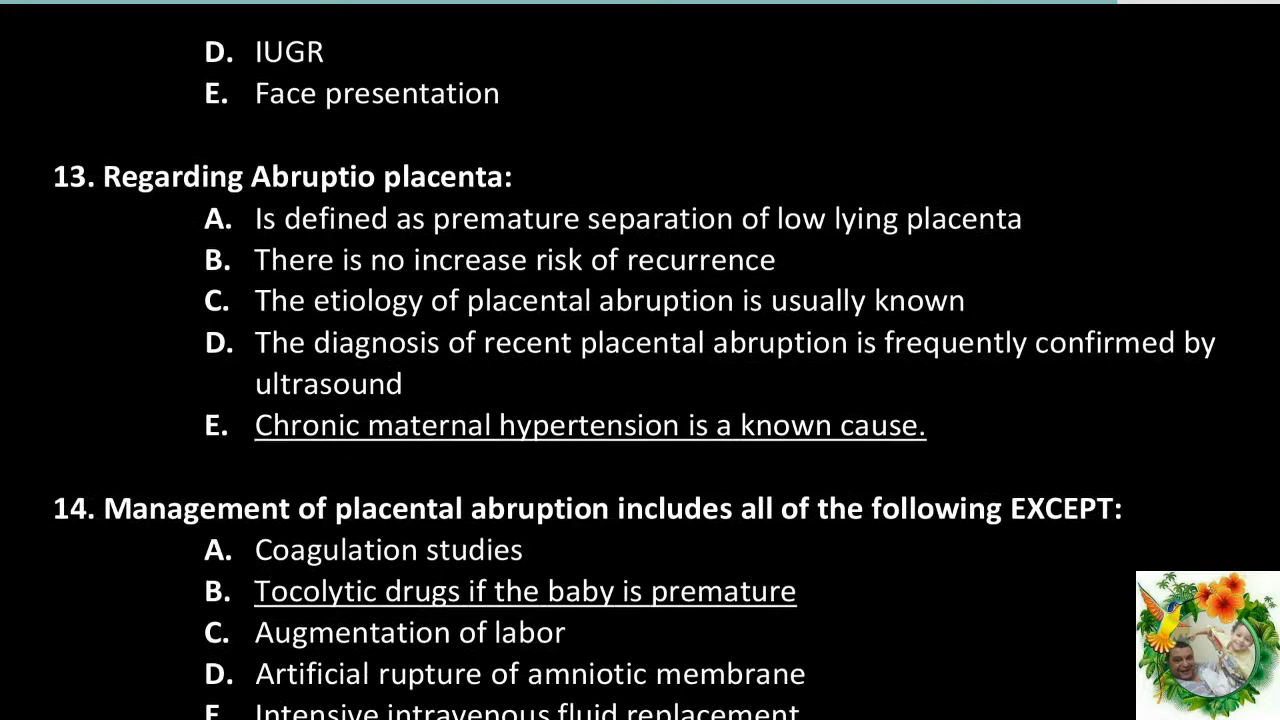 D. IUGR
E. Face presentation
13. Regarding Abruptio placenta:
A. Is defined as premature separation of low lying placenta
B. There is no increase risk of recurrence
C. The etiology of placental abruption is usually known
D. The diagnosis of recent placental abruption is frequently confirmed by
ultrasound
E. Chronic maternal hypertension is a known cause.
14. Management of placental abruption includes all of the following EXCEPT:
A. Coagulation studies
B. Tocolytic drugs if the baby is premature
C. Augmentation of labor
D. Artificial rupture of amniotic membrane
E. Intensive intravenous fluid replacement